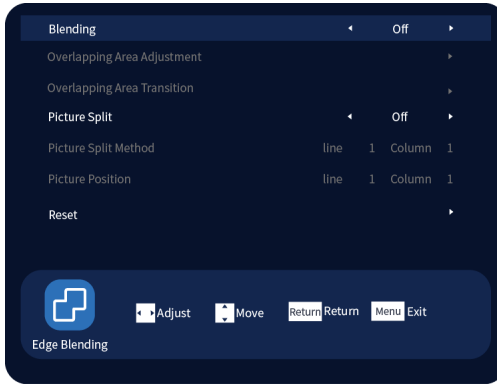 Blending Off
Overlapping Area Adjustment
Overlapping Area Transition
Picture Split Off
Picture Split Method line 1 Column 1
Picture Position line 1 Column 1
Reset
Adjust Move Return Return Menu Exit
Edge Blending